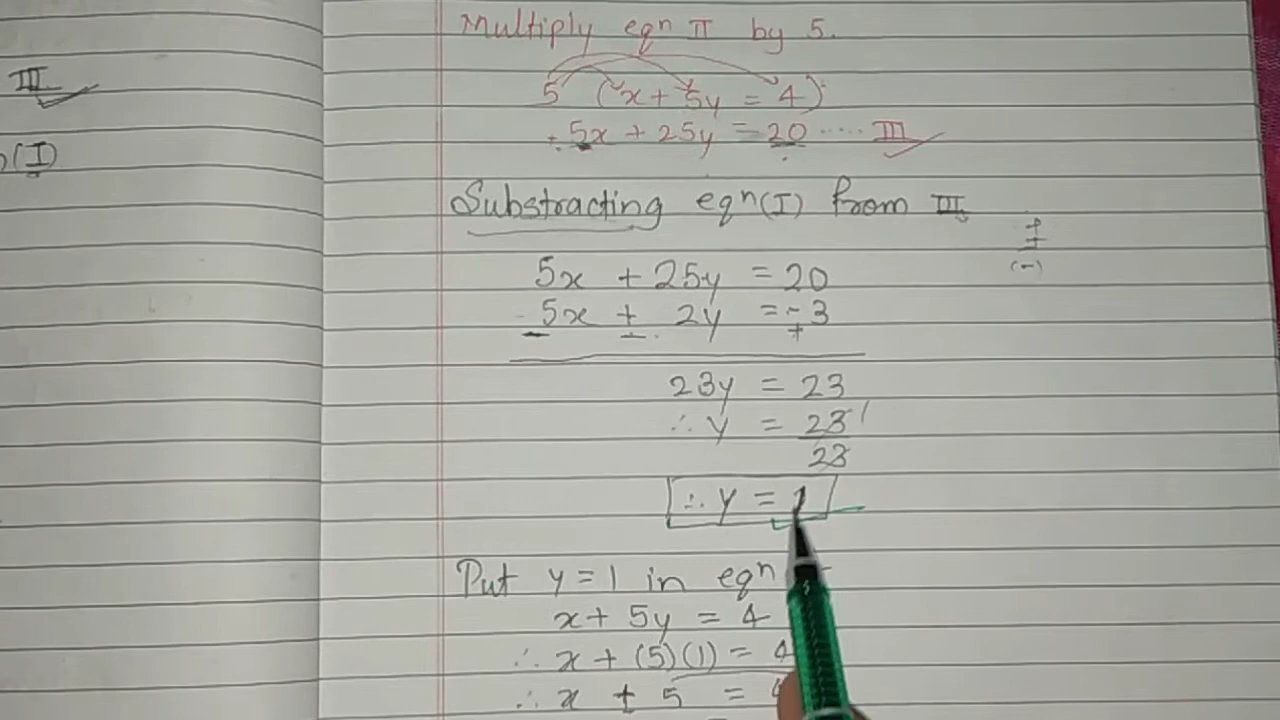 III
(I)
Multiply eqn II by 5.
5 (x + 5y = 4)
5x + 25y = 20 .... III
Substracting eqn(I) from III
+
+
(-)
5x + 25y = 20
- 5x + 2y = - 3
- +
23y = 23
∴ y = 23 1
23
∴ y = 1
Put y = 1 in eqn
x + 5y = 4
∴ x + (5)(1) = 4
∴ x + 5 = 4